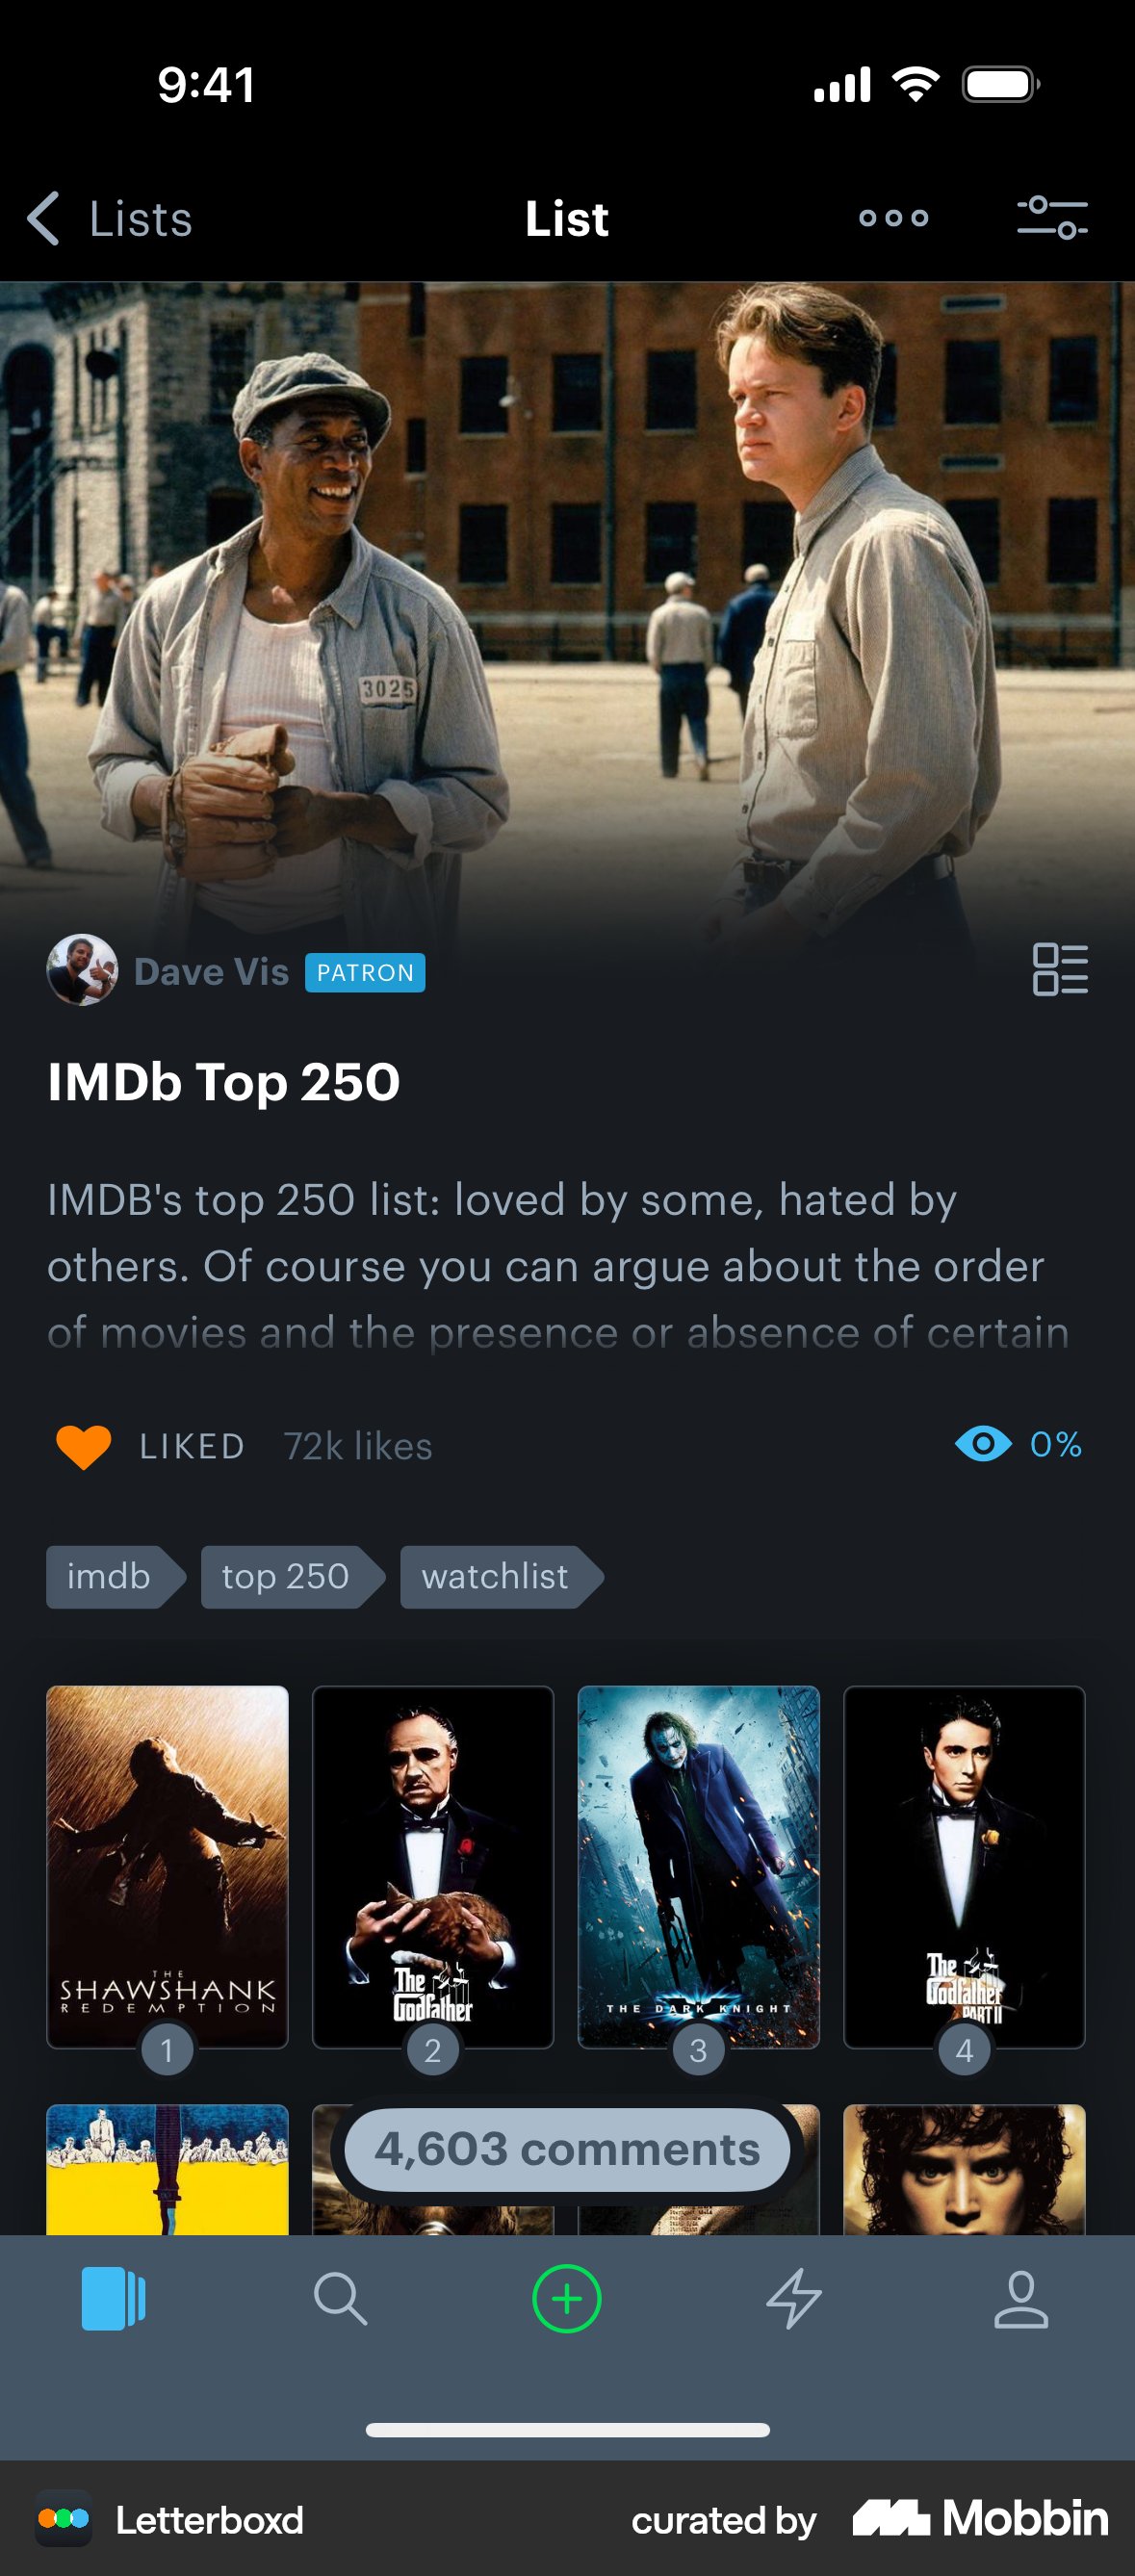 9:41
Lists
List
3025
Dave Vis
PATRON
IMDb Top 250
IMDB's top 250 list: loved by some, hated by
others. Of course you can argue about the order
of movies and the presence or absence of certain
LIKED 72k likes
0%
imdb
top 250
watchlist
THE
SHAWSHANK
REDEMPTION
The
Godfather
THE DARK KNIGHT
The
Godfather
PART II
1
2
3
4
4,603 comments
Letterboxd
curated by Mobbin